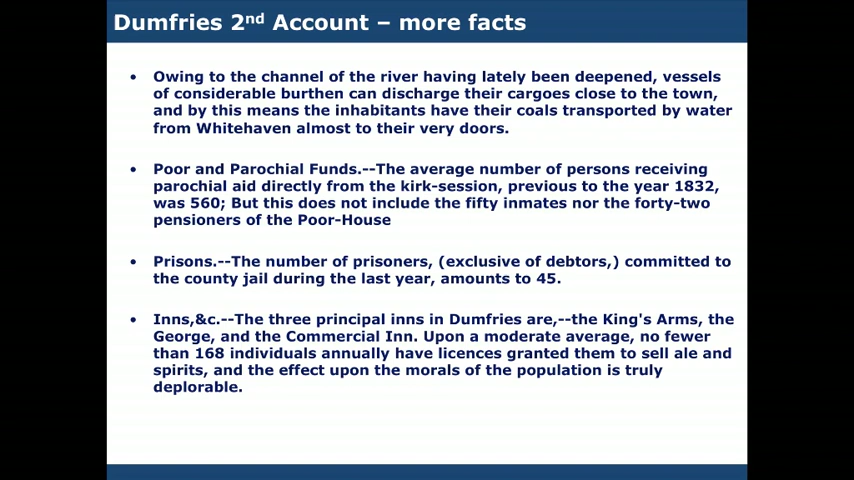 Dumfries 2nd Account – more facts
• Owing to the channel of the river having lately been deepened, vessels
of considerable burthen can discharge their cargoes close to the town,
and by this means the inhabitants have their coals transported by water
from Whitehaven almost to their very doors.
• Poor and Parochial Funds.--The average number of persons receiving
parochial aid directly from the kirk-session, previous to the year 1832,
was 560; But this does not include the fifty inmates nor the forty-two
pensioners of the Poor-House
• Prisons.--The number of prisoners, (exclusive of debtors,) committed to
the county jail during the last year, amounts to 45.
• Inns,&c.--The three principal inns in Dumfries are,--the King's Arms, the
George, and the Commercial Inn. Upon a moderate average, no fewer
than 168 individuals annually have licences granted them to sell ale and
spirits, and the effect upon the morals of the population is truly
deplorable.